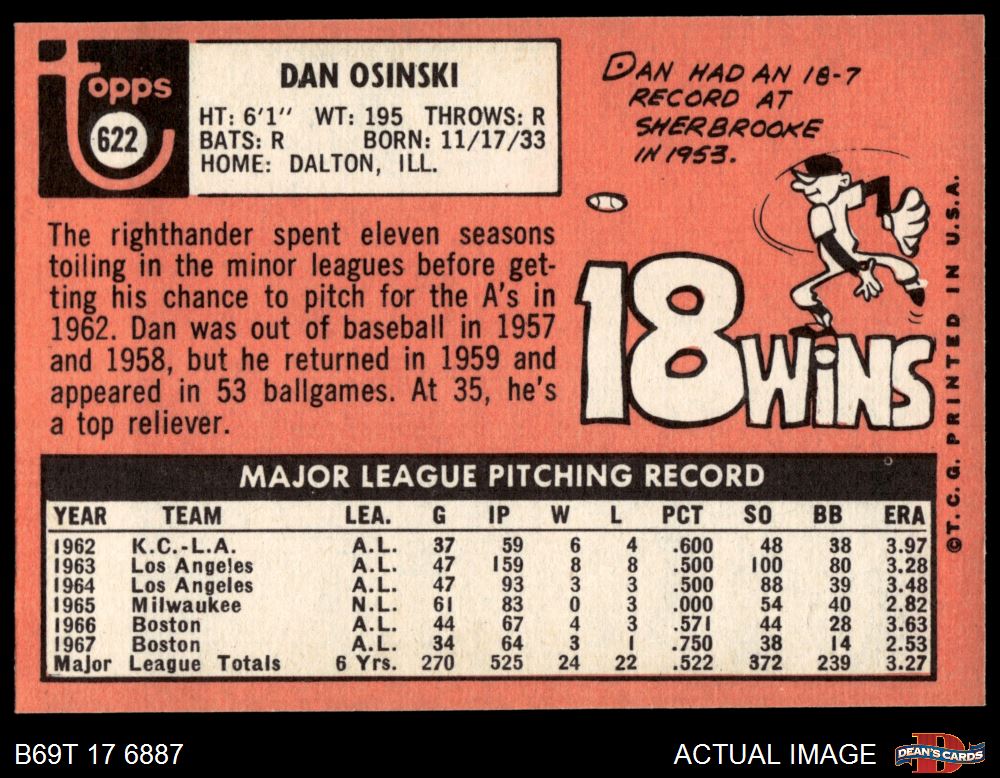 Topps
622
DAN OSINSKI
HT: 6'1" WT: 195 THROWS: R
BATS: R BORN: 11/17/33
HOME: DALTON, ILL.
The righthander spent eleven seasons
toiling in the minor leagues before get-
ting his chance to pitch for the A's in
1962. Dan was out of baseball in 1957
and 1958, but he returned in 1959 and
appeared in 53 ballgames. At 35, he's
a top reliever.
DAN HAD AN 18-7
RECORD AT
SHERBROOKE
IN 1953.
18 WiNS
MAJOR LEAGUE PITCHING RECORD
YEAR TEAM LEA. G IP W L PCT SO BB ERA
1962 K.C.-L.A. A.L. 37 59 6 4 .600 48 38 3.97
1963 Los Angeles A.L. 47 159 8 8 .500 100 80 3.28
1964 Los Angeles A.L. 47 93 3 3 .500 88 39 3.48
1965 Milwaukee N.L. 61 83 0 3 .000 54 40 2.82
1966 Boston A.L. 44 67 4 3 .571 44 28 3.63
1967 Boston A.L. 34 64 3 1 .750 38 14 2.53
Major League Totals 6 Yrs. 270 525 24 22 .522 372 239 3.27
©T.C.G. PRINTED IN U.S.A.
B69T 17 6887
ACTUAL IMAGE
DEAN'S CARDS